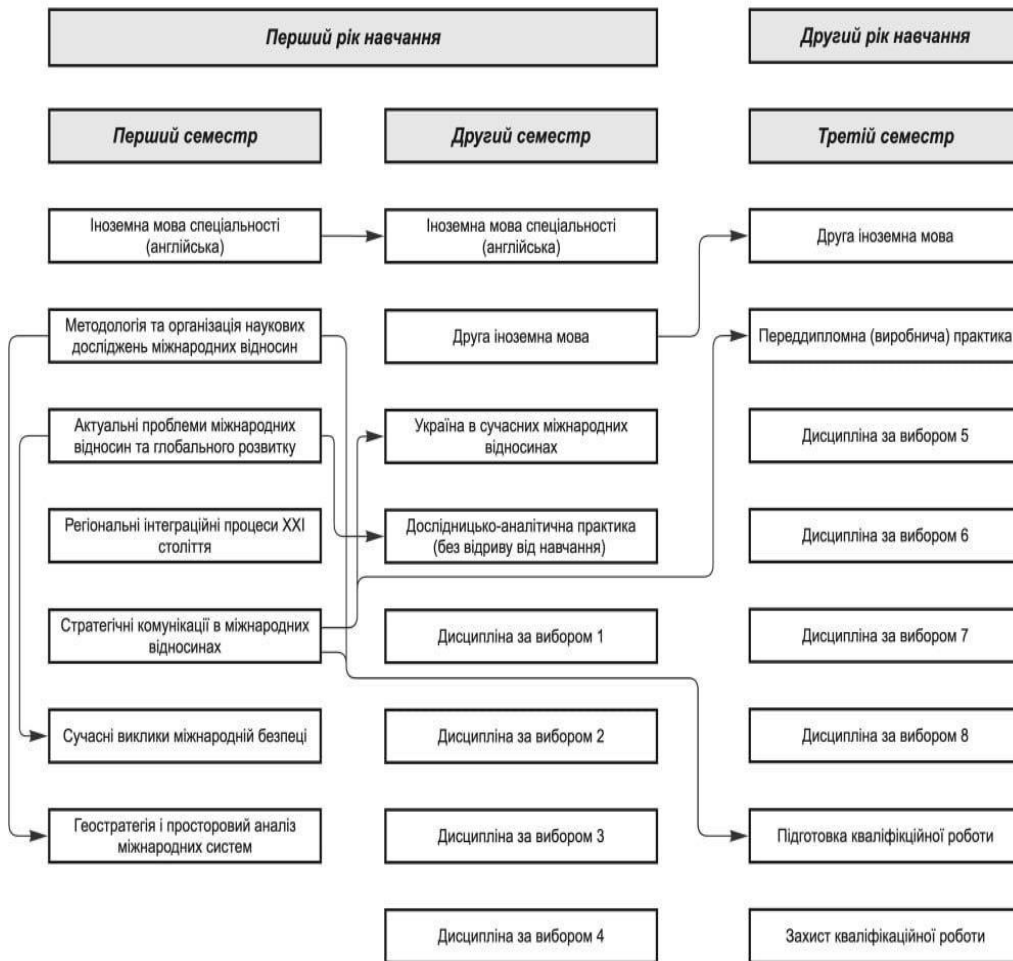 Перший рік навчання
Другий рік навчання
Перший семестр
Другий семестр
Третій семестр
Іноземна мова спеціальності
(англійська)
Іноземна мова спеціальності
(англійська)
Друга іноземна мова
Методологія та організація наукових
досліджень міжнародних відносин
Друга іноземна мова
Переддипломна (виробнича) практика
Актуальні проблеми міжнародних
відносин та глобального розвитку
Україна в сучасних міжнародних
відносинах
Дисципліна за вибором 5
Регіональні інтеграційні процеси XXI
століття
Дослідницько-аналітична практика
(без відриву від навчання)
Дисципліна за вибором 6
Стратегічні комунікації в міжнародних
відносинах
Дисципліна за вибором 1
Дисципліна за вибором 7
Сучасні виклики міжнародній безпеці
Дисципліна за вибором 2
Дисципліна за вибором 8
Геостратегія і просторовий аналіз
міжнародних систем
Дисципліна за вибором 3
Підготовка кваліфікційної роботи
Дисципліна за вибором 4
Захист кваліфікаційної роботи